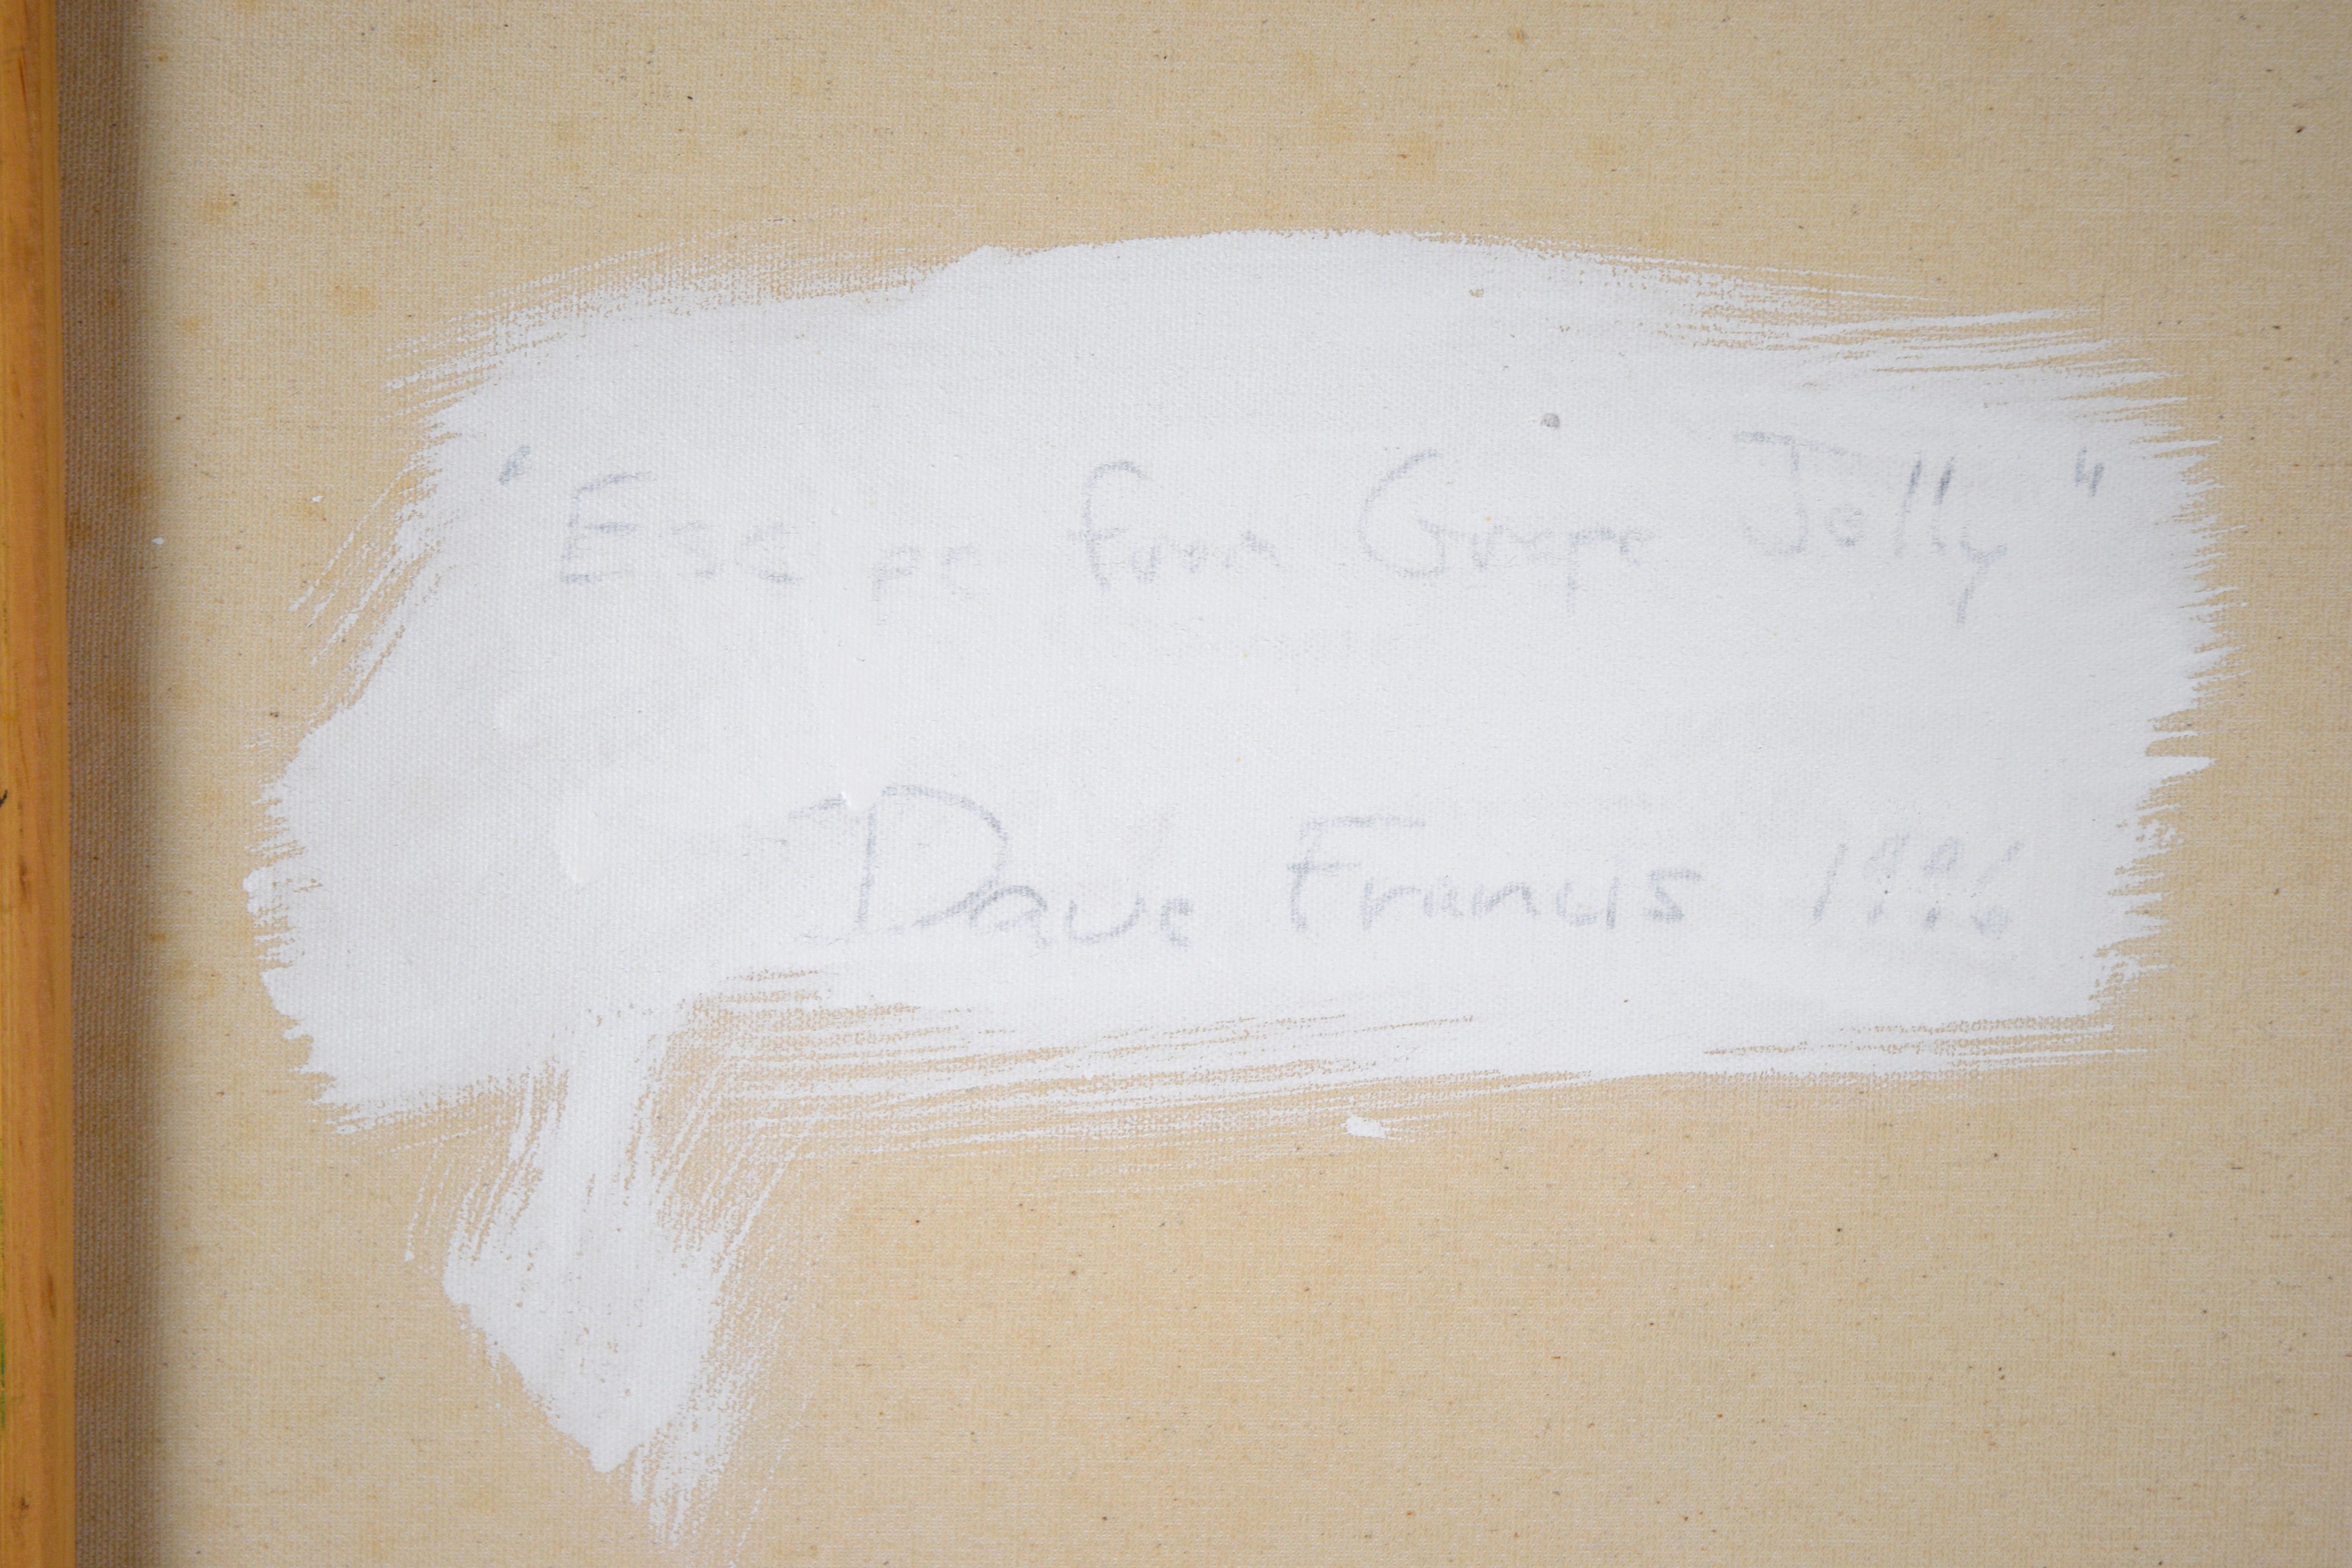 "Escape from Grape Jelly"
Dave Francis 1996